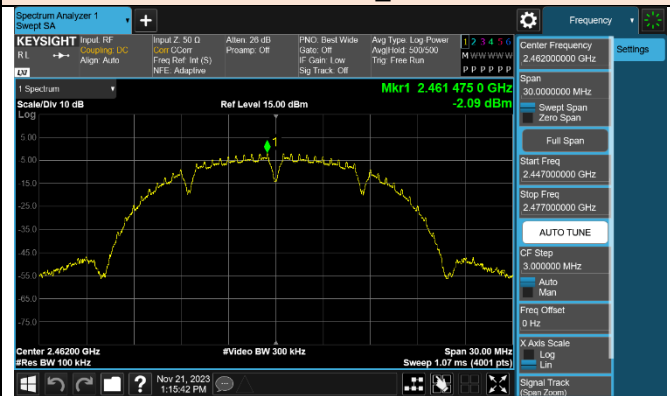 Spectrum Analyzer 1
Swept SA
+
Frequency
KEYSIGHT
Input: RF
Input Z: 50 Ω
Atten: 26 dB
PNO: Best Wide
Avg Type: Log-Power
1 2 3 4 5 6
RL
Coupling: DC
Corr CCorr
Preamp: Off
Gate: Off
Avg|Hold: 500/500
M W W W W W
Align: Auto
Freq Ref: Int (S)
IF Gain: Low
Trig: Free Run
P P P P P P
NFE: Adaptive
Sig Track: Off
LXI
1 Spectrum
Mkr1 2.461 475 0 GHz
Scale/Div 10 dB
Ref Level 15.00 dBm
-2.09 dBm
Log
1
5.00
-5.00
-15.0
-25.0
-35.0
-45.0
-55.0
-65.0
-75.0
Center 2.46200 GHz
#Video BW 300 kHz
Span 30.00 MHz
#Res BW 100 kHz
Sweep 1.07 ms (4001 pts)
Center Frequency
2.462000000 GHz
Settings
Span
30.0000000 MHz
Swept Span
Zero Span
Full Span
Start Freq
2.447000000 GHz
Stop Freq
2.477000000 GHz
AUTO TUNE
CF Step
3.000000 MHz
Auto
Man
Freq Offset
0 Hz
X Axis Scale
Log
Lin
Signal Track
(Span Zoom)
?
Nov 21, 2023
1:15:42 PM